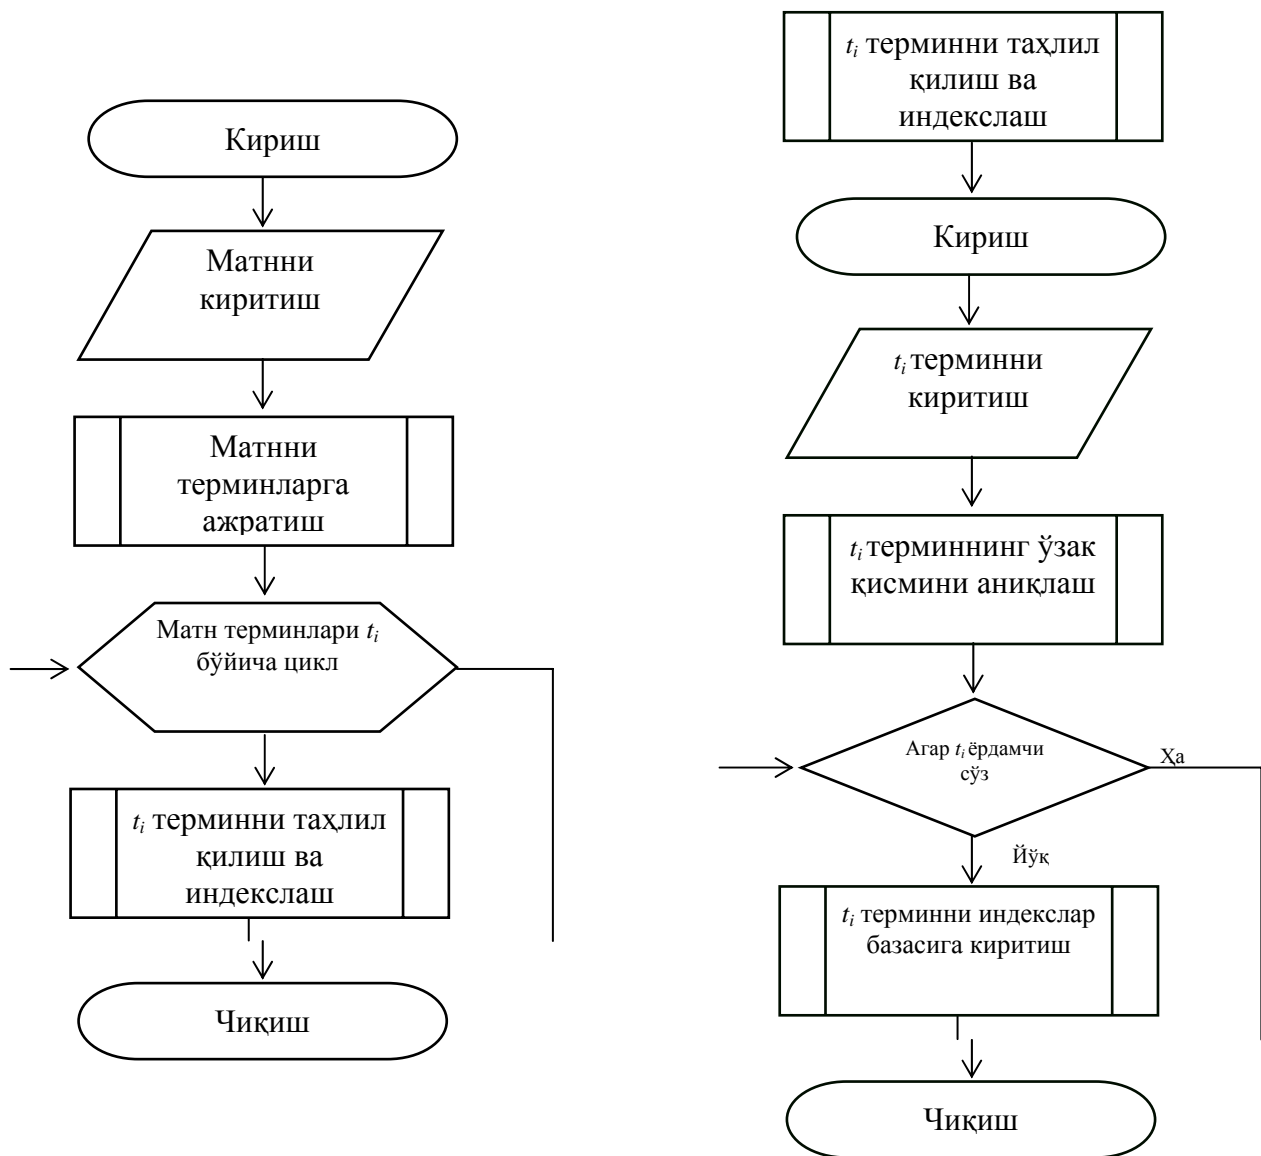 Кириш
Матнни
киритиш
Матнни
терминларга
ажратиш
Матн терминлари ti
бўйича цикл
ti терминни таҳлил
қилиш ва
индекслаш
Чиқиш
ti терминни таҳлил
қилиш ва
индекслаш
Кириш
ti терминни
киритиш
ti терминнинг ўзак
қисмини аниқлаш
Агар ti ёрдамчи
сўз
Ҳа
Йўқ
ti терминни индекслар
базасига киритиш
Чиқиш